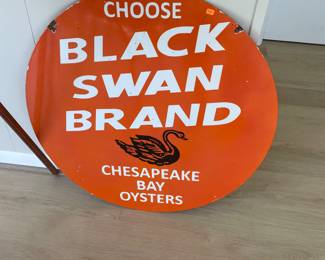 CHOOSE
BLACK
SWAN
BRAND
CHESAPEAKE
BAY
OYSTERS